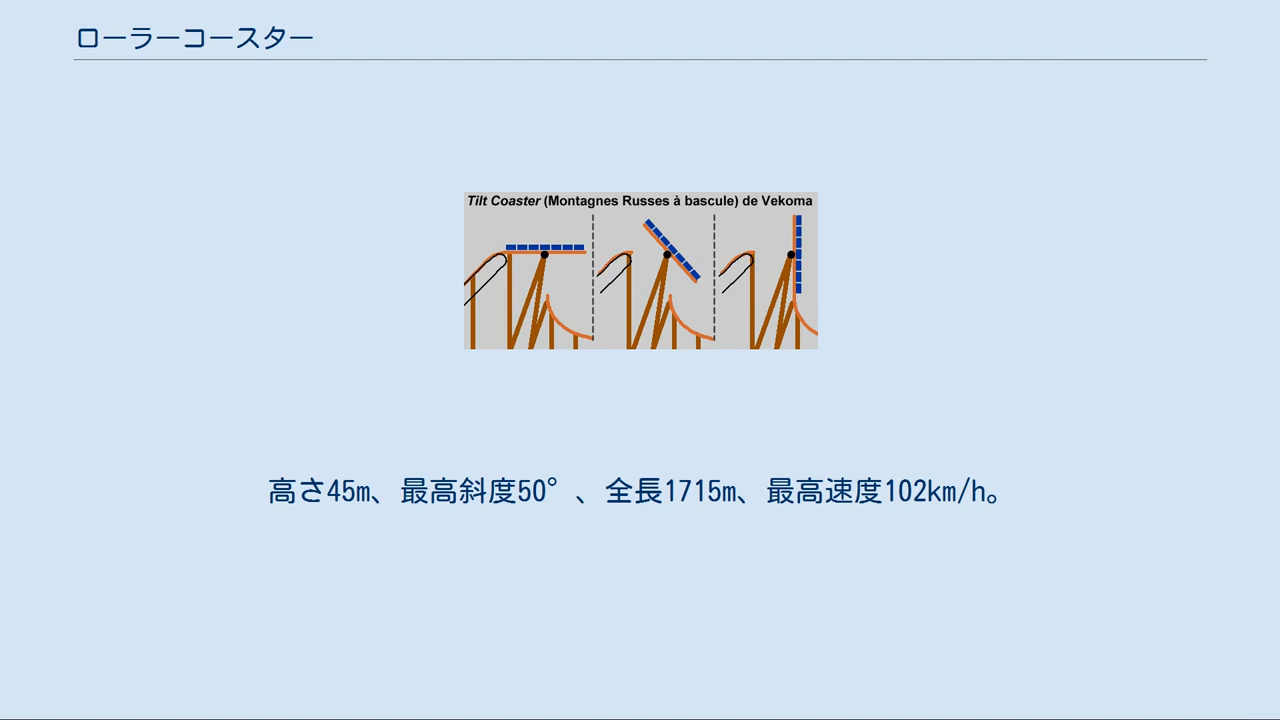 ローラーコースター
Tilt Coaster (Montagnes Russes à bascule) de Vekoma
高さ45m、最高斜度50°、全長1715m、最高速度102km/h。